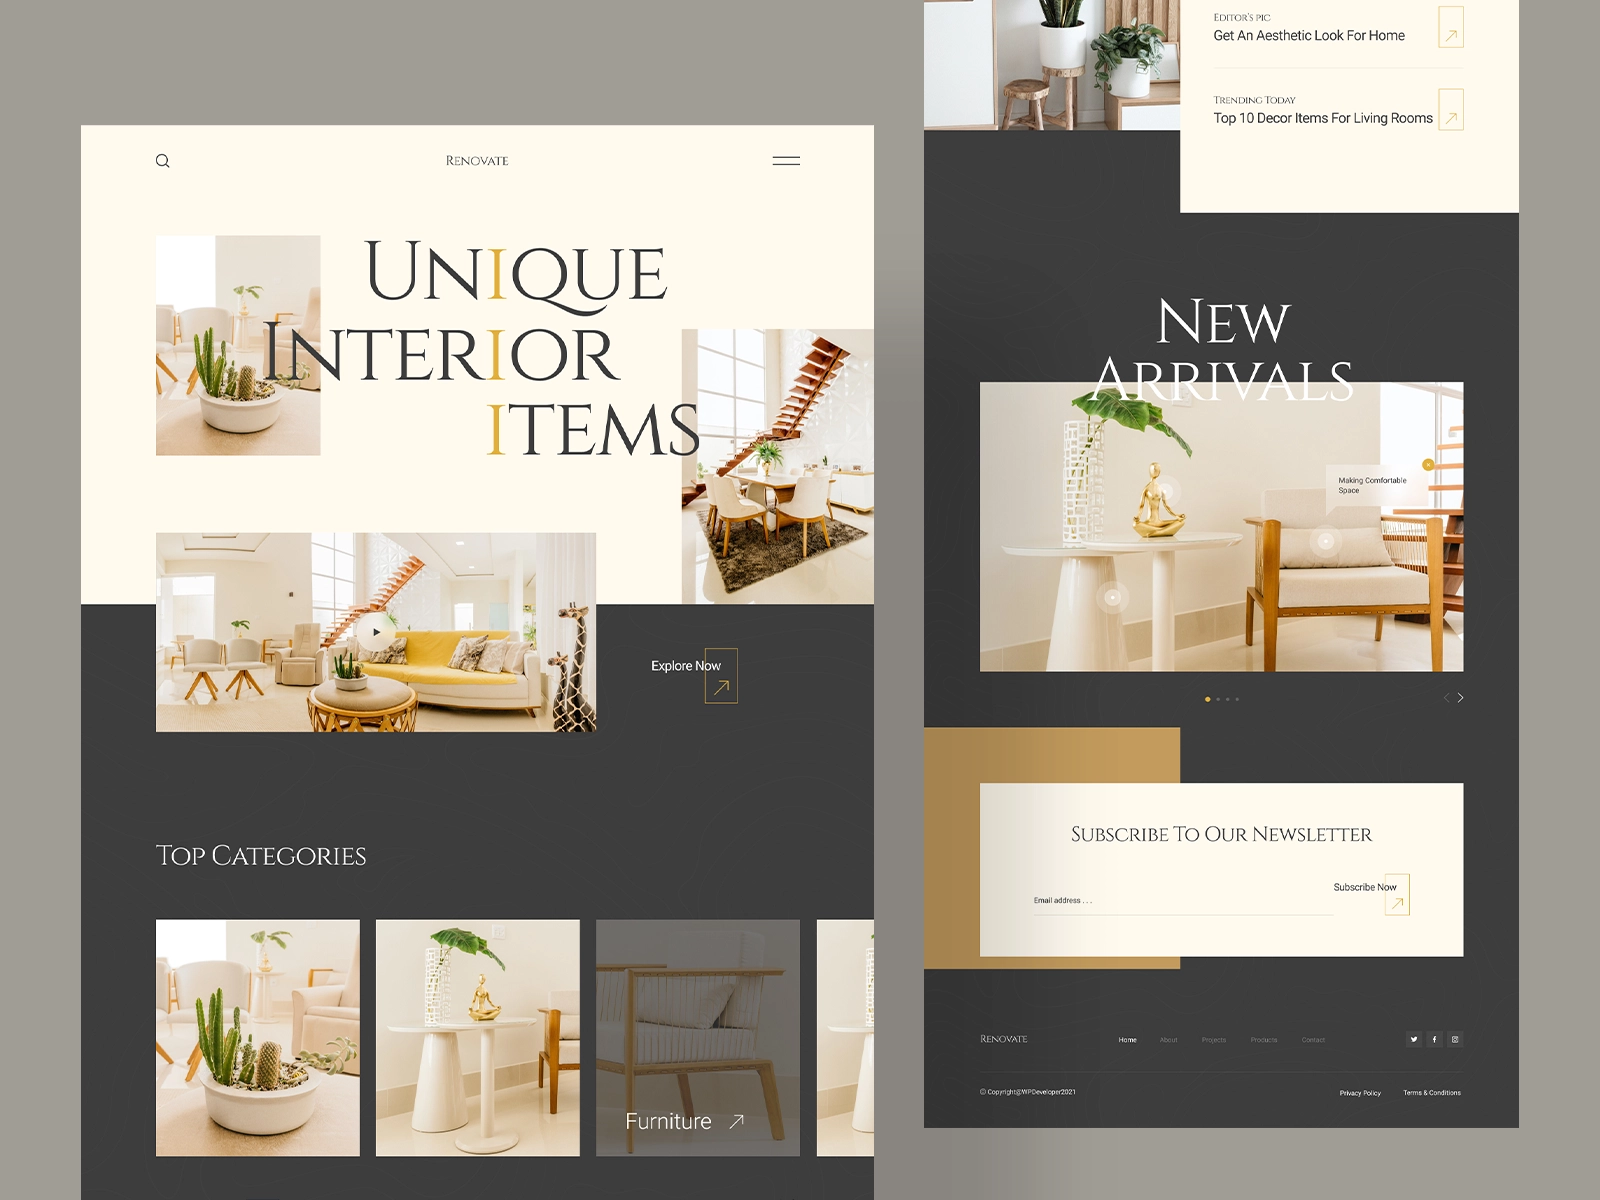 RENOVATE
UNIQUE
INTERIOR
ITEMS
Explore Now
TOP CATEGORIES
Furniture
EDITOR'S PIC
Get An Aesthetic Look For Home
TRENDING TODAY
Top 10 Decor Items For Living Rooms
NEW
ARRIVALS
Making Comfortable
Space
SUBSCRIBE TO OUR NEWSLETTER
Email address . . .
Subscribe Now
RENOVATE
Home About Projects Products Contact
© Copyright@WPDeveloper2021
Privacy Policy Terms & Conditions